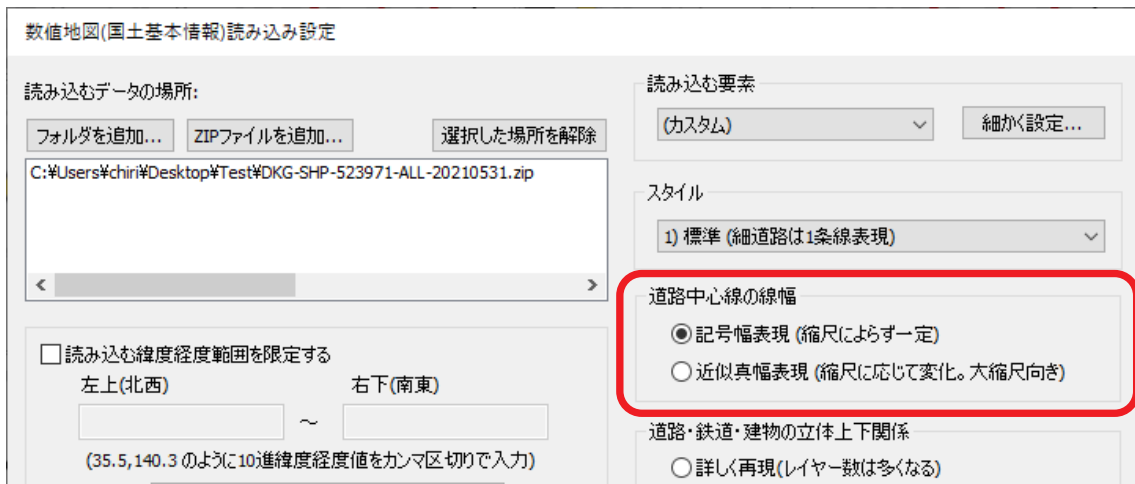 数値地図(国土基本情報)読み込み設定
読み込むデータの場所:
フォルダを追加... ZIPファイルを追加... 選択した場所を解除
C:¥Users¥chiri¥Desktop¥Test¥DKG-SHP-523971-ALL-20210531.zip
読み込む緯度経度範囲を限定する
左上(北西) 右下(南東)
～
(35.5,140.3 のように10進緯度経度値をカンマ区切りで入力)
読み込む要素
(カスタム) 細かく設定...
スタイル
1) 標準 (細道路は1条線表現)
道路中心線の線幅
記号幅表現 (縮尺によらず一定)
近似真幅表現 (縮尺に応じて変化。大縮尺向き)
道路・鉄道・建物の立体上下関係
詳しく再現(レイヤー数は多くなる)